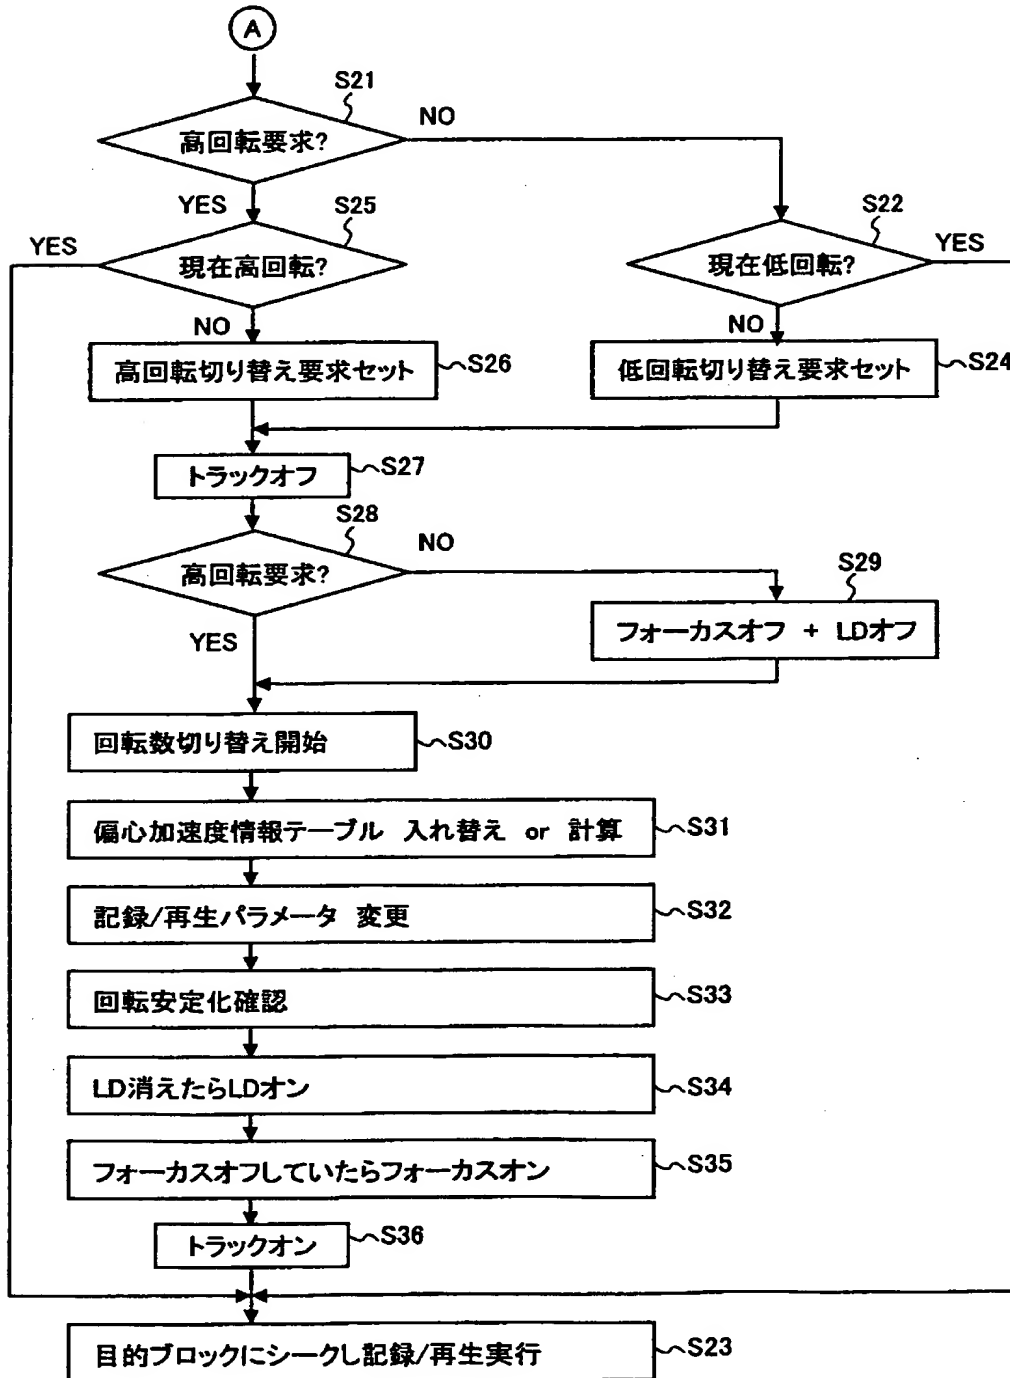 A
S21
高回転要求?
NO
YES
S25
S22
YES
現在高回転?
現在低回転?
YES
NO
NO
高回転切り替え要求セット
S26
低回転切り替え要求セット
S24
トラックオフ
S27
S28
高回転要求?
NO
S29
フォーカスオフ + LDオフ
YES
回転数切り替え開始
S30
偏心加速度情報テーブル 入れ替え or 計算
S31
記録/再生パラメータ 変更
S32
回転安定化確認
S33
LD消えたらLDオン
S34
フォーカスオフしていたらフォーカスオン
S35
トラックオン
S36
目的ブロックにシークし記録/再生実行
S23